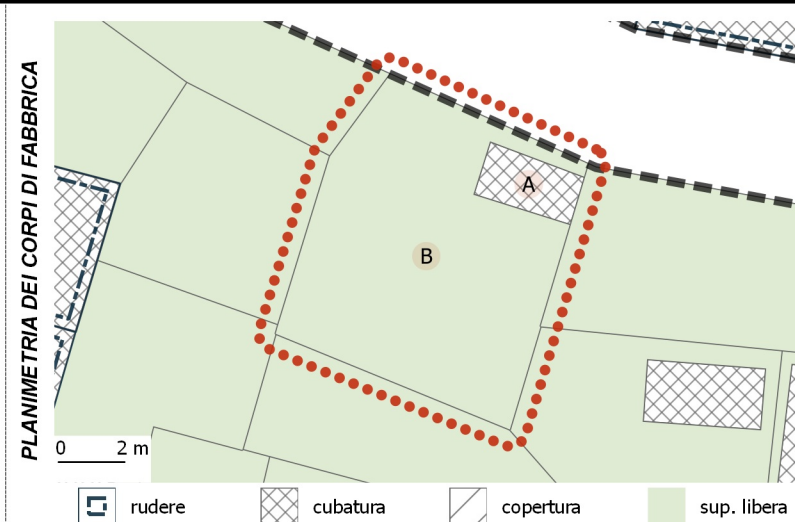 PLANIMETRIA DEI CORPI DI FABBRICA
A
B
0 2 m
rudere cubatura copertura sup. libera